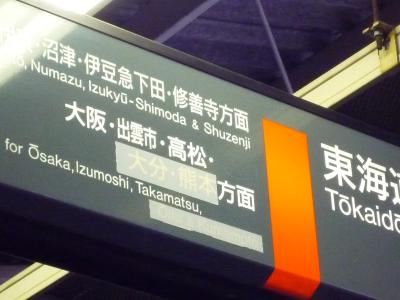 沼津・伊豆急下田・修善寺方面
Numazu, Izukyū-Shimoda & Shuzenji
大阪・出雲市・高松・
大分・熊本方面
for Ōsaka, Izumoshi, Takamatsu,
東海道
Tōkaidō